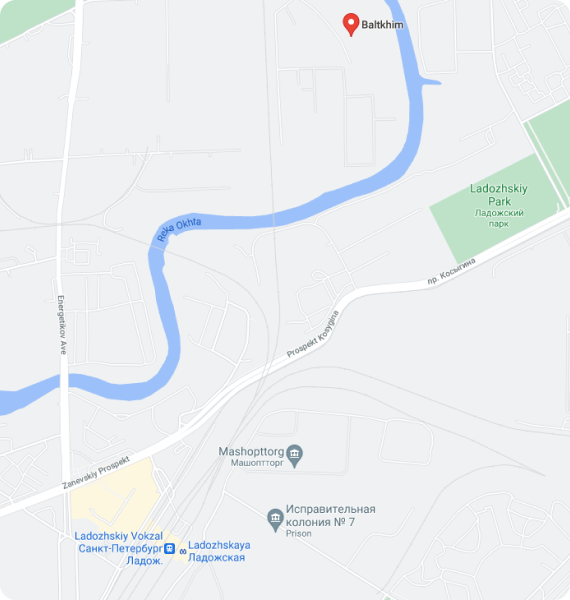 Baltkhim
Ladozhskiy
Park
Ладожский
парк
Reka Okhta
пр. Косыгина
Energetikov Ave
Prospekt Kosygina
Mashopttorg
Машоптторг
Zanevskiy Prospekt
Исправительная
колония № 7
Prison
Ladozhskiy Vokzal
Санкт-Петербург
Ладож.
Ladozhskaya
Ладожская